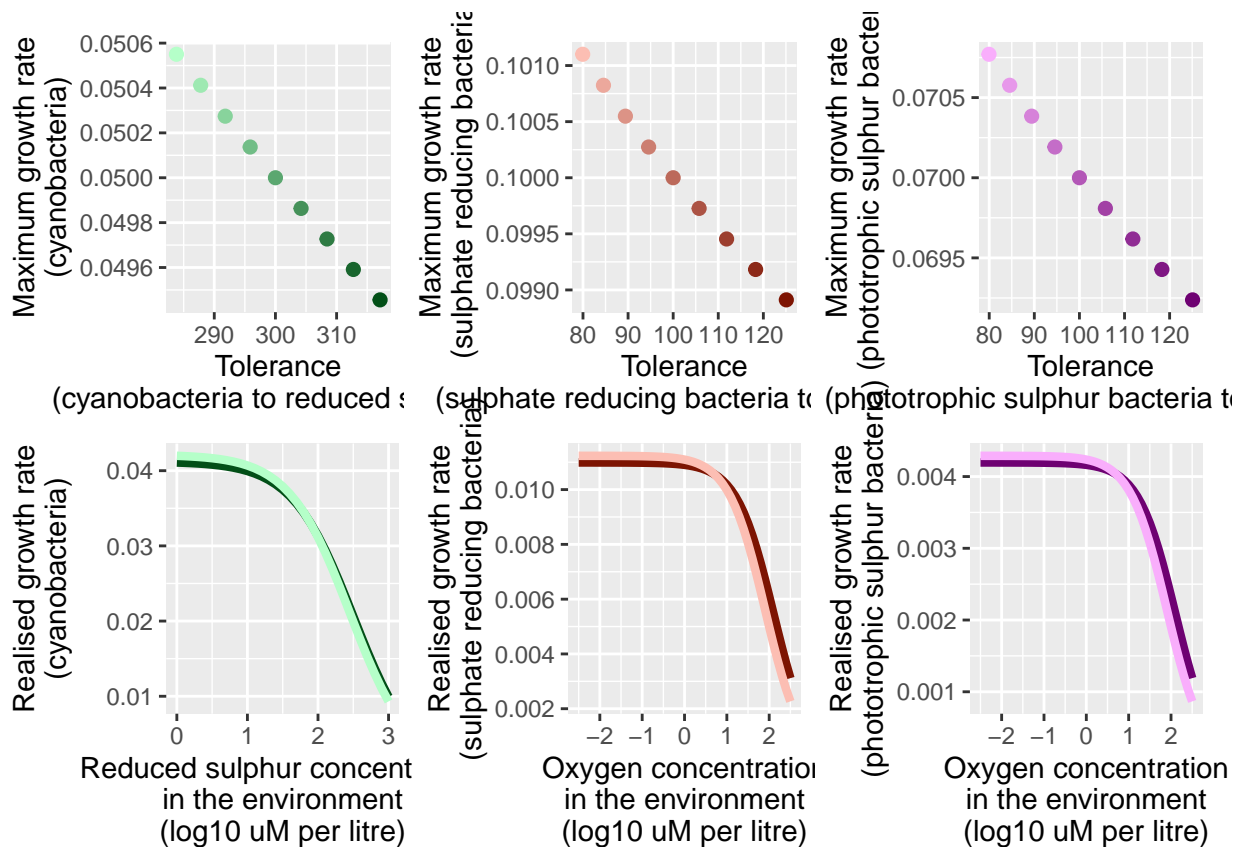 Maximum growth rate
(cyanobacteria)
0.0506
0.0504
0.0502
0.0500
0.0498
0.0496
290 300 310
Tolerance
(cyanobacteria to reduced
Maximum growth rate
(sulphate reducing bacteria
0.1010
0.1005
0.1000
0.0995
0.0990
80 90 100 110 120
Tolerance
(sulphate reducing bacteria to
Maximum growth rate
(phototrophic sulphur bacteria)
0.0705
0.0700
0.0695
80 90 100 110 120
Tolerance
(phototrophic sulphur bacteria to
Realised growth rate
(cyanobacteria)
0.04
0.03
0.02
0.01
0 1 2 3
Reduced sulphur concent
in the environment
(log10 uM per litre)
Realised growth rate
(sulphate reducing bacteria)
0.010
0.008
0.006
0.004
0.002
−2 −1 0 1 2
Oxygen concentration
in the environment
(log10 uM per litre)
Realised growth rate
(phototrophic sulphur bacteria)
0.004
0.003
0.002
0.001
−2 −1 0 1 2
Oxygen concentration
in the environment
(log10 uM per litre)